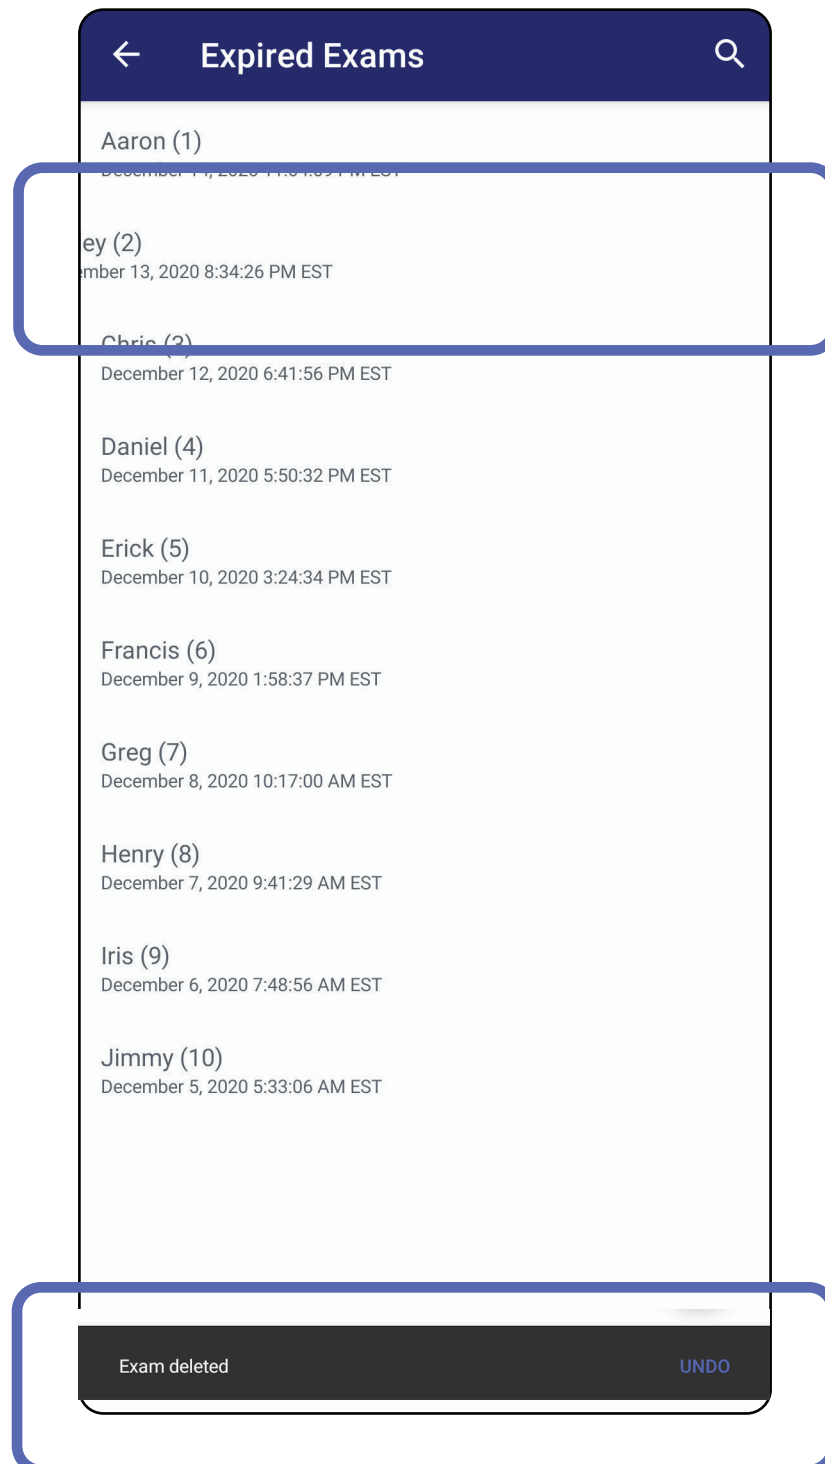 Expired Exams
Aaron (1)
December 14, 2020
ey (2)
ember 13, 2020 8:34:26 PM EST
Chris (3)
December 12, 2020 6:41:56 PM EST
Daniel (4)
December 11, 2020 5:50:32 PM EST
Erick (5)
December 10, 2020 3:24:34 PM EST
Francis (6)
December 9, 2020 1:58:37 PM EST
Greg (7)
December 8, 2020 10:17:00 AM EST
Henry (8)
December 7, 2020 9:41:29 AM EST
Iris (9)
December 6, 2020 7:48:56 AM EST
Jimmy (10)
December 5, 2020 5:33:06 AM EST
Exam deleted UNDO